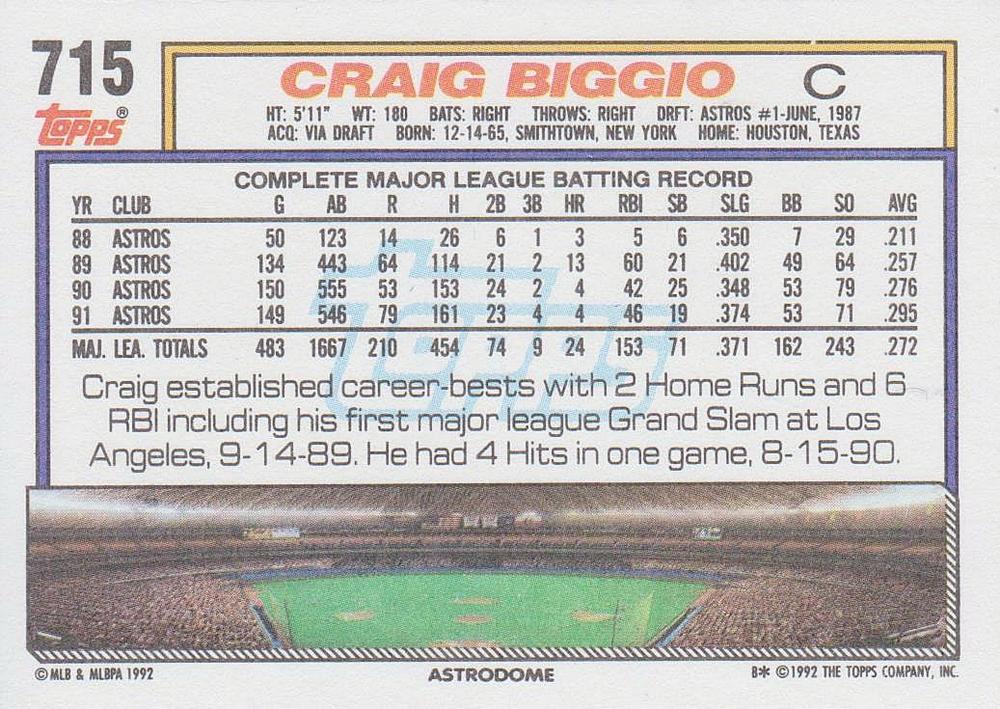 715
CRAIG BIGGIO C
topps®
HT: 5'11" WT: 180 BATS: RIGHT THROWS: RIGHT DRFT: ASTROS #1-JUNE, 1987
ACQ: VIA DRAFT BORN: 12-14-65, SMITHTOWN, NEW YORK HOME: HOUSTON, TEXAS
COMPLETE MAJOR LEAGUE BATTING RECORD
YR CLUB G AB R H 2B 3B HR RBI SB SLG BB SO AVG
88 ASTROS 50 123 14 26 6 1 3 5 6 .350 7 29 .211
89 ASTROS 134 443 64 114 21 2 13 60 21 .402 49 64 .257
90 ASTROS 150 555 53 153 24 2 4 42 25 .348 53 79 .276
91 ASTROS 149 546 79 161 23 4 4 46 19 .374 53 71 .295
MAJ. LEA. TOTALS 483 1667 210 454 74 9 24 153 71 .371 162 243 .272
topps
Craig established career-bests with 2 Home Runs and 6
RBI including his first major league Grand Slam at Los
Angeles, 9-14-89. He had 4 Hits in one game, 8-15-90.
© MLB & MLBPA 1992 ASTRODOME B* © 1992 THE TOPPS COMPANY, INC.